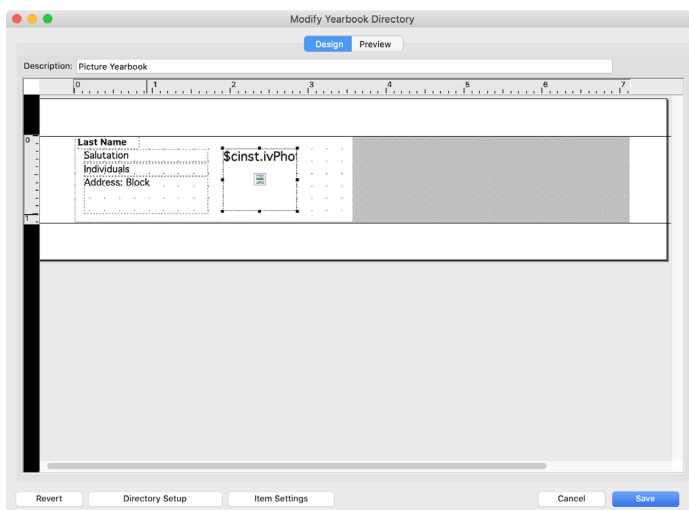 Modify Yearbook Directory
Design Preview
Description: Picture Yearbook
0 1 2 3 4 5 6 7
0
Last Name
Salutation $cinst.ivPho
Individuals
Address: Block
1
Revert Directory Setup Item Settings Cancel Save